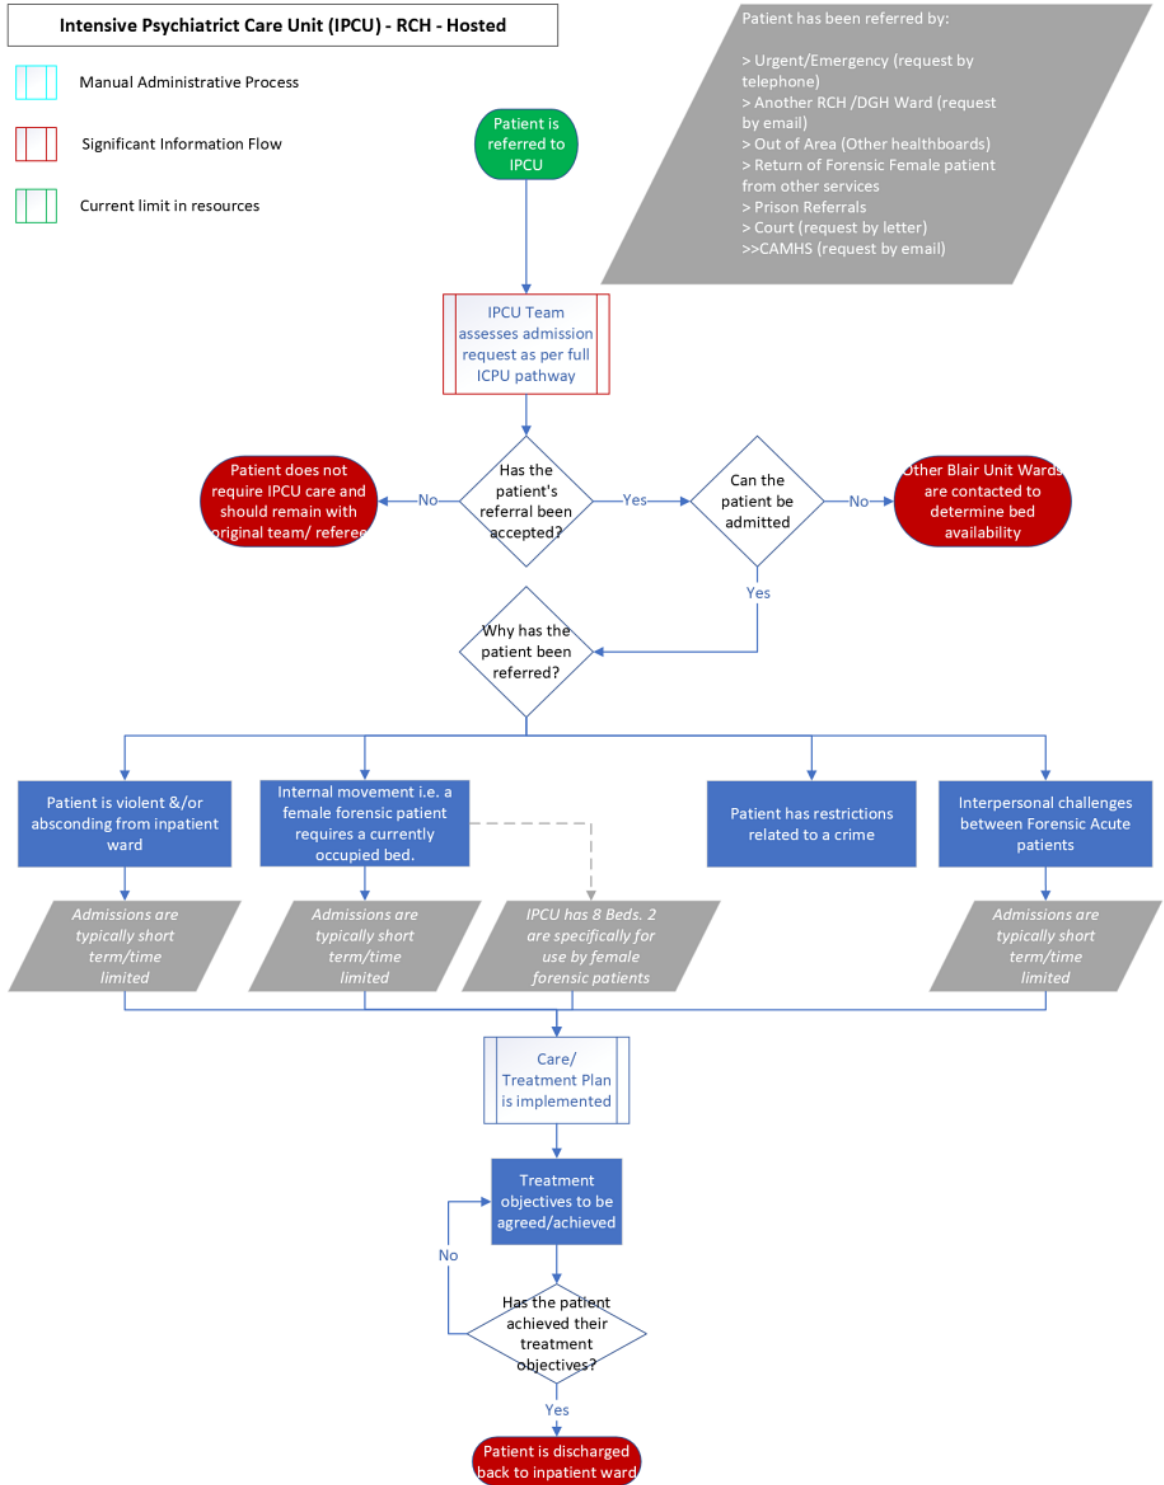 Intensive Psychiatrict Care Unit (IPCU) - RCH - Hosted
Manual Administrative Process
Significant Information Flow
Current limit in resources
Patient has been referred by:
> Urgent/Emergency (request by
telephone)
> Another RCH /DGH Ward (request
by email)
> Out of Area (Other healthboards)
> Return of Forensic Female patient
from other services
> Prison Referrals
> Court (request by letter)
>>CAMHS (request by email)
Patient is
referred to
IPCU
IPCU Team
assesses admission
request as per full
ICPU pathway
Patient does not
require IPCU care and
should remain with
original team/ referee
No
Has the
patient's
referral been
accepted?
Yes
Can the
patient be
admitted
No
Other Blair Unit Wards
are contacted to
determine bed
availability
Yes
Why has the
patient been
referred?
Patient is violent &/or
absconding from inpatient
ward
Internal movement i.e. a
female forensic patient
requires a currently
occupied bed.
Patient has restrictions
related to a crime
Interpersonal challenges
between Forensic Acute
patients
Admissions are
typically short
term/time
limited
Admissions are
typically short
term/time
limited
IPCU has 8 Beds. 2
are specifically for
use by female
forensic patients
Admissions are
typically short
term/time
limited
Care/
Treatment Plan
is implemented
Treatment
objectives to be
agreed/achieved
No
Has the patient
achieved their
treatment
objectives?
Yes
Patient is discharged
back to inpatient ward